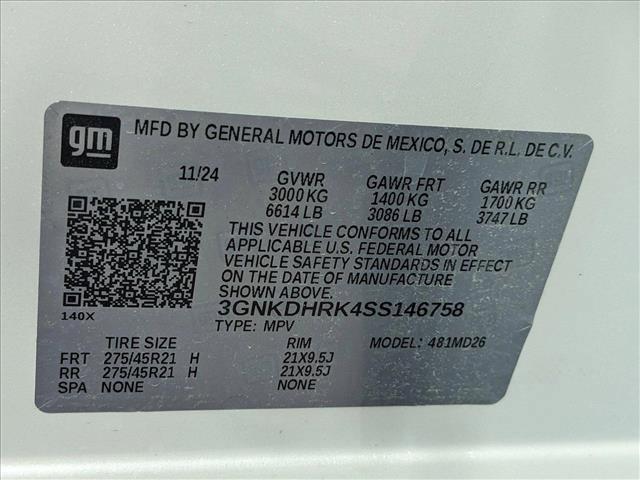 gm
MFD BY GENERAL MOTORS DE MEXICO, S. DE R.L. DE C.V.
11/24 GVWR GAWR FRT GAWR RR
3000 KG 1400 KG 1700 KG
6614 LB 3086 LB 3747 LB
THIS VEHICLE CONFORMS TO ALL
APPLICABLE U.S. FEDERAL MOTOR
VEHICLE SAFETY STANDARDS IN EFFECT
ON THE DATE OF MANUFACTURE
SHOWN ABOVE.
3GNKDHRK4SS146758
140X
TYPE: MPV
TIRE SIZE RIM MODEL: 481MD26
FRT 275/45R21 H 21X9.5J
RR 275/45R21 H 21X9.5J
SPA NONE NONE